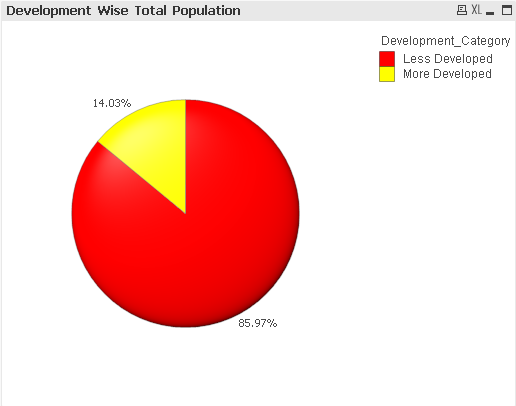 Development Wise Total Population
XL
Development_Category
Less Developed
More Developed
14.03%
85.97%